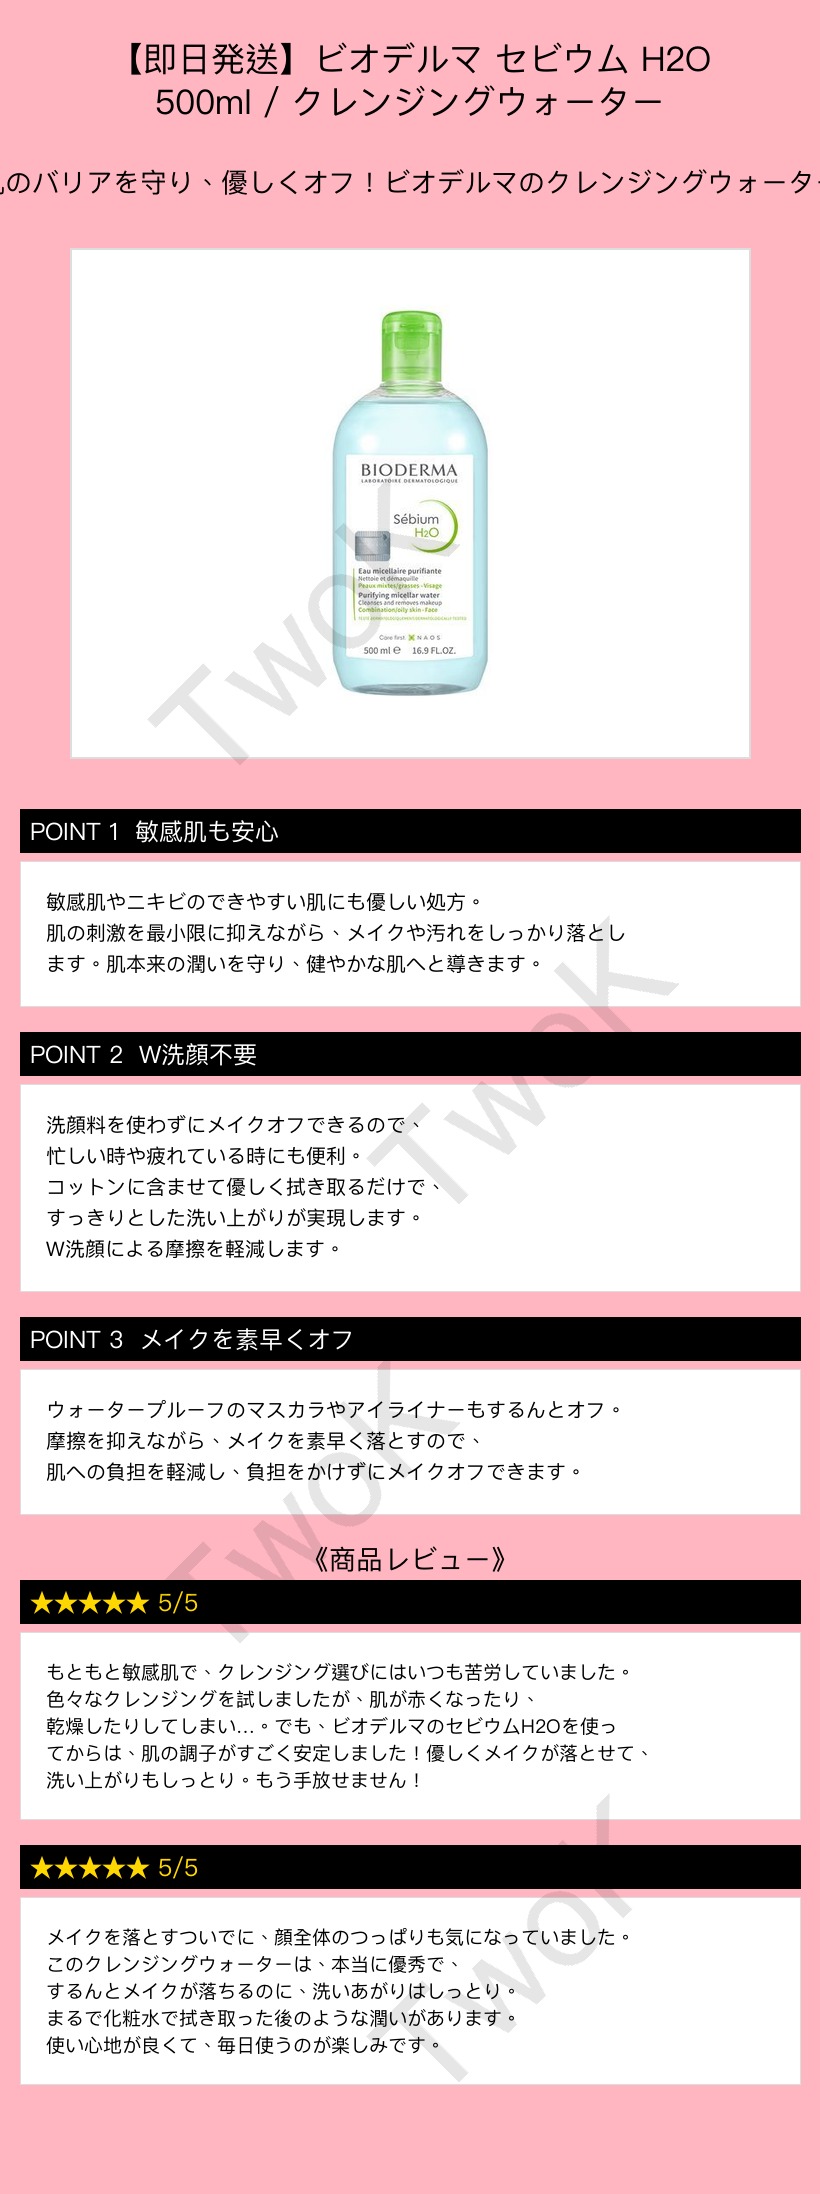 【即日発送】ビオデルマ セビウム H2O
500ml / クレンジングウォーター
のバリアを守り、優しくオフ！ビオデルマのクレンジングウォータ
BIODERMA
LABORATOIRE DERMATOLOGIQUE
Sébium
H2O
Eau micellaire purifiante
Nettoie et démaquille
Peaux mixtes/grasses - Visage
Purifying micellar water
Cleanses and removes makeup
Combination/oily skin - Face
TESTÉ DERMATOLOGIQUEMENT/DERMATOLOGICALLY TESTED
Care first NAOS
500 ml ℮ 16.9 FL.OZ.
TwoK
POINT 1 敏感肌も安心
敏感肌やニキビのできやすい肌にも優しい処方。
肌の刺激を最小限に抑えながら、メイクや汚れをしっかり落とし
ます。肌本来の潤いを守り、健やかな肌へと導きます。
TwoK
POINT 2 W洗顔不要
洗顔料を使わずにメイクオフできるので、
忙しい時や疲れている時にも便利。
コットンに含ませて優しく拭き取るだけで、
すっきりとした洗い上がりが実現します。
W洗顔による摩擦を軽減します。
POINT 3 メイクを素早くオフ
ウォータープルーフのマスカラやアイライナーもするんとオフ。
摩擦を抑えながら、メイクを素早く落とすので、
肌への負担を軽減し、負担をかけずにメイクオフできます。
TwoK
《商品レビュー》
★★★★★ 5/5
もともと敏感肌で、クレンジング選びにはいつも苦労していました。
色々なクレンジングを試しましたが、肌が赤くなったり、
乾燥したりしてしまい…。でも、ビオデルマのセビウムH2Oを使っ
てからは、肌の調子がすごく安定しました！優しくメイクが落とせて、
洗い上がりもしっとり。もう手放せません！
★★★★★ 5/5
メイクを落とすついでに、顔全体のつっぱりも気になっていました。
このクレンジングウォーターは、本当に優秀で、
するんとメイクが落ちるのに、洗いあがりはしっとり。
まるで化粧水で拭き取った後のような潤いがあります。
使い心地が良くて、毎日使うのが楽しみです。
TwoK